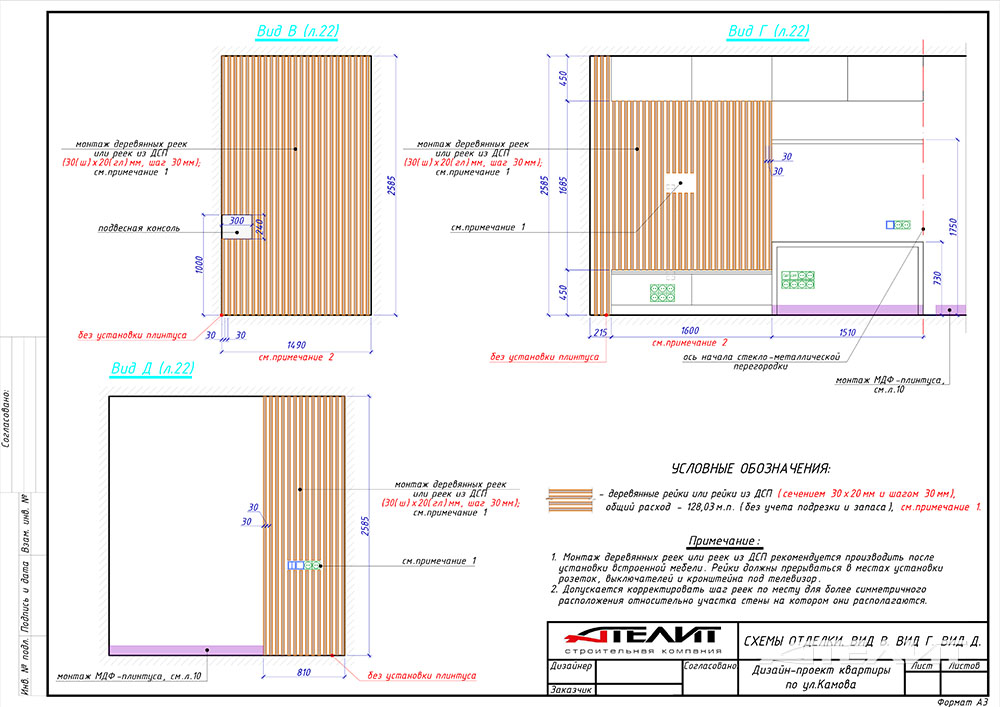 Вид В (л.22)
монтаж деревянных реек
или реек из ДСП
(30(ш)х20(гл)мм, шаг 30мм);
см.примечание 1
подвесная консоль
300
240
1000
2585
без установки плинтуса
30
30
1490
см.примечание 2
Вид Г (л.22)
монтаж деревянных реек
или реек из ДСП
(30(ш)х20(гл)мм, шаг 30мм);
см.примечание 1
см.примечание 1
450
2585
1685
450
30
30
1750
730
215
1600
1510
см.примечание 2
без установки плинтуса
ось начала стекло-металлической
перегородки
монтаж МДФ-плинтуса,
см.л.10
Вид Д (л.22)
монтаж деревянных реек
или реек из ДСП
(30(ш)х20(гл)мм, шаг 30мм);
см.примечание 1
30
30
2585
см.примечание 1
монтаж МДФ-плинтуса, см.л.10
810
без установки плинтуса
УСЛОВНЫЕ ОБОЗНАЧЕНИЯ:
- деревянные рейки или рейки из ДСП (сечением 30х20мм и шагом 30мм),
общий расход - 128,03м.п. (без учета подрезки и запаса), см.примечание 1.
Примечание:
1. Монтаж деревянных реек или реек из ДСП рекомендуется производить после
установки встроенной мебели. Рейки должны прерываться в местах установки
розеток, выключателей и кронштейна под телевизор.
2. Допускается корректировать шаг реек по месту для более симметричного
расположения относительно участка стены на котором они располагаются.
АТЕЛИТ
строительная компания
СХЕМЫ ОТДЕЛКИ. ВИД В. ВИД Г. ВИД Д.
Дизайнер
Согласовано
Заказчик
Дизайн-проект квартиры
по ул.Камова
Лист
Листов
АТЕЛИТ
Формат А3
Согласовано:
Взам. инв. №
Подпись и дата
Инв. № подл.